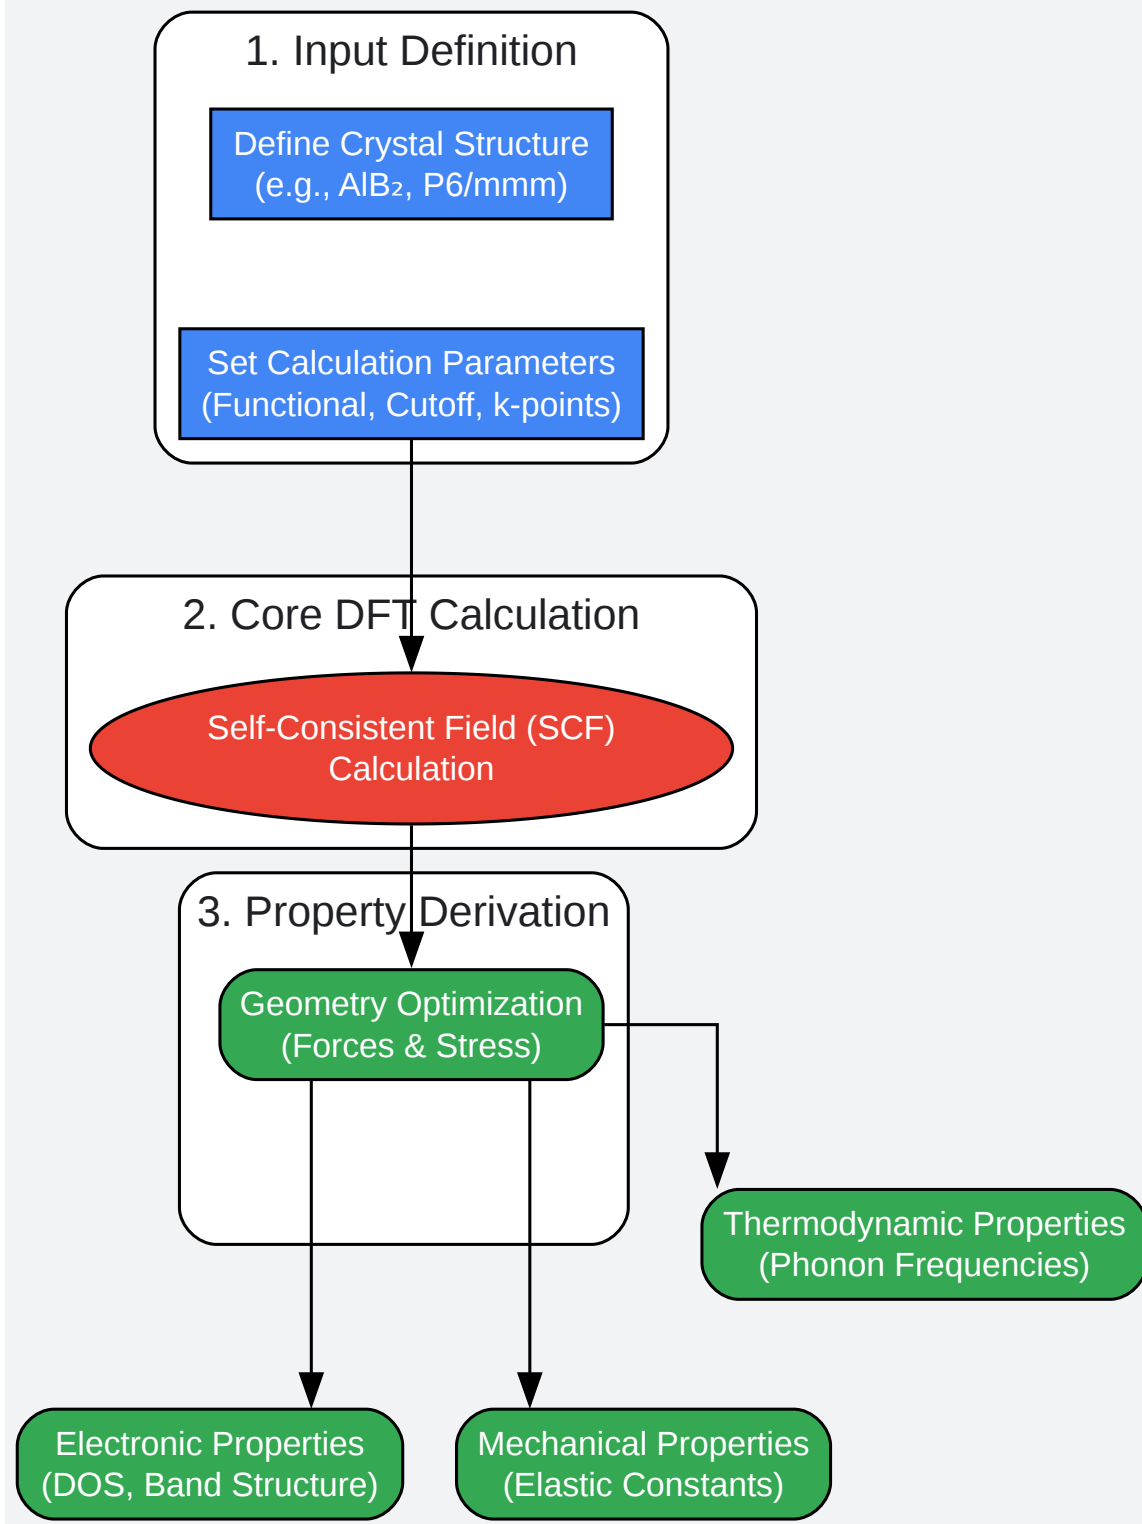 1. Input Definition
Define Crystal Structure
(e.g., AlB₂, P6/mmm)
Set Calculation Parameters
(Functional, Cutoff, k-points)
2. Core DFT Calculation
Self-Consistent Field (SCF)
Calculation
3. Property Derivation
Geometry Optimization
(Forces & Stress)
Thermodynamic Properties
(Phonon Frequencies)
Electronic Properties
(DOS, Band Structure)
Mechanical Properties
(Elastic Constants)